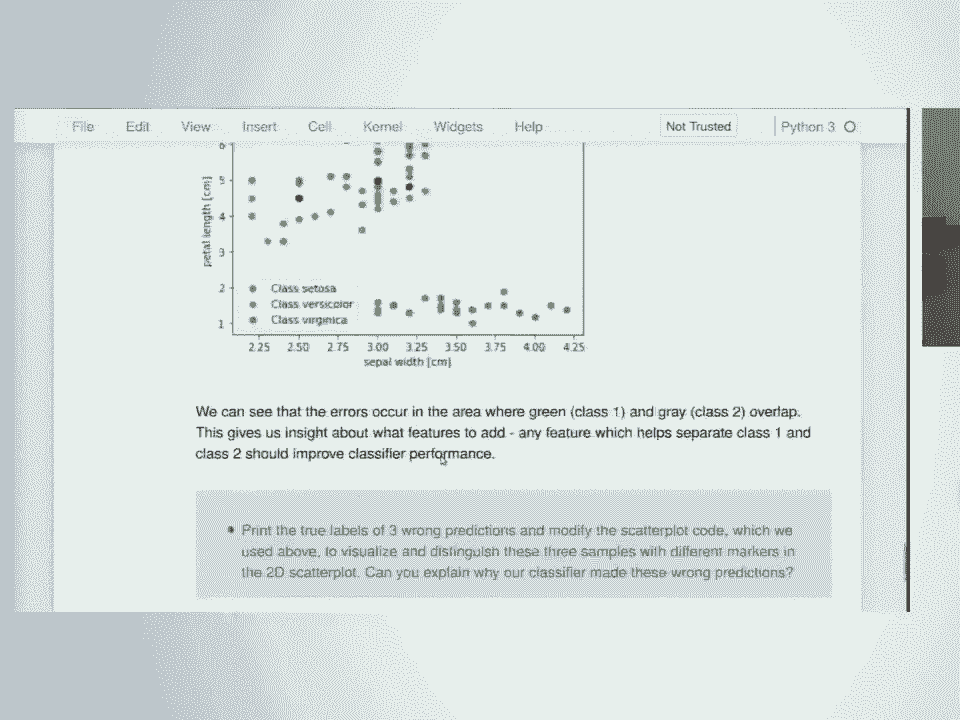 File Edit View Insert Cell Kernel Widgets Help Not Trusted Python 3
6
5
4
3
2
1
petal length [cm]
Class setosa
Class versicolor
Class virginica
2.25 2.50 2.75 3.00 3.25 3.50 3.75 4.00 4.25
sepal width [cm]
We can see that the errors occur in the area where green (class 1) and gray (class 2) overlap.
This gives us insight about what features to add - any feature which helps separate class 1 and
class 2 should improve classifier performance.
Print the true labels of 3 wrong predictions and modify the scatterplot code, which we
used above, to visualize and distinguish these three samples with different markers in
the 2D scatterplot. Can you explain why our classifier made these wrong predictions?